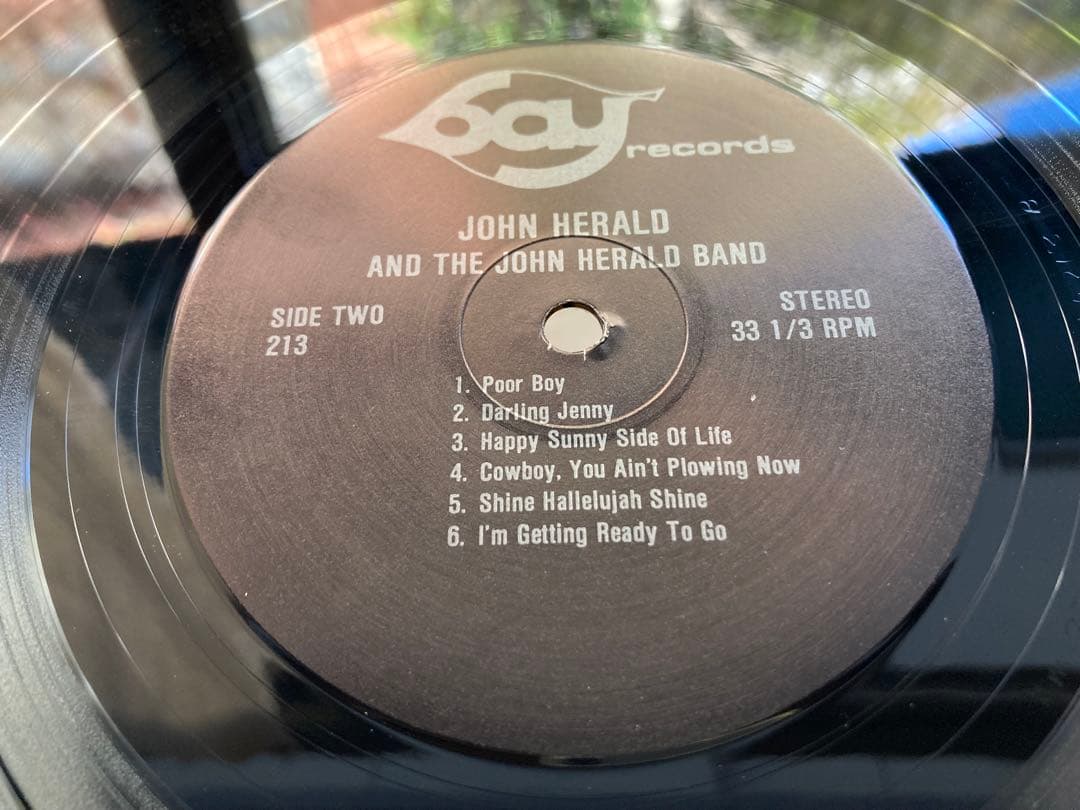 bay records
JOHN HERALD
AND THE JOHN HERALD BAND
SIDE TWO
213
STEREO
33 1/3 RPM
1. Poor Boy
2. Darling Jenny
3. Happy Sunny Side Of Life
4. Cowboy, You Ain't Plowing Now
5. Shine Hallelujah Shine
6. I'm Getting Ready To Go